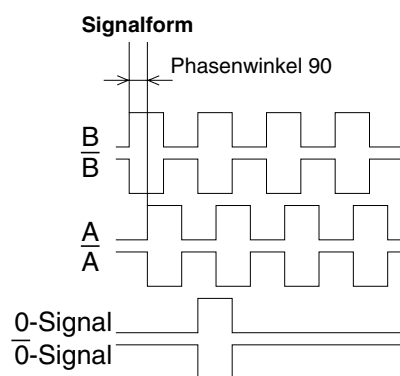 Signalform
Phasenwinkel 90
B
B̅
A
A̅
0-Signal
0̅-Signal